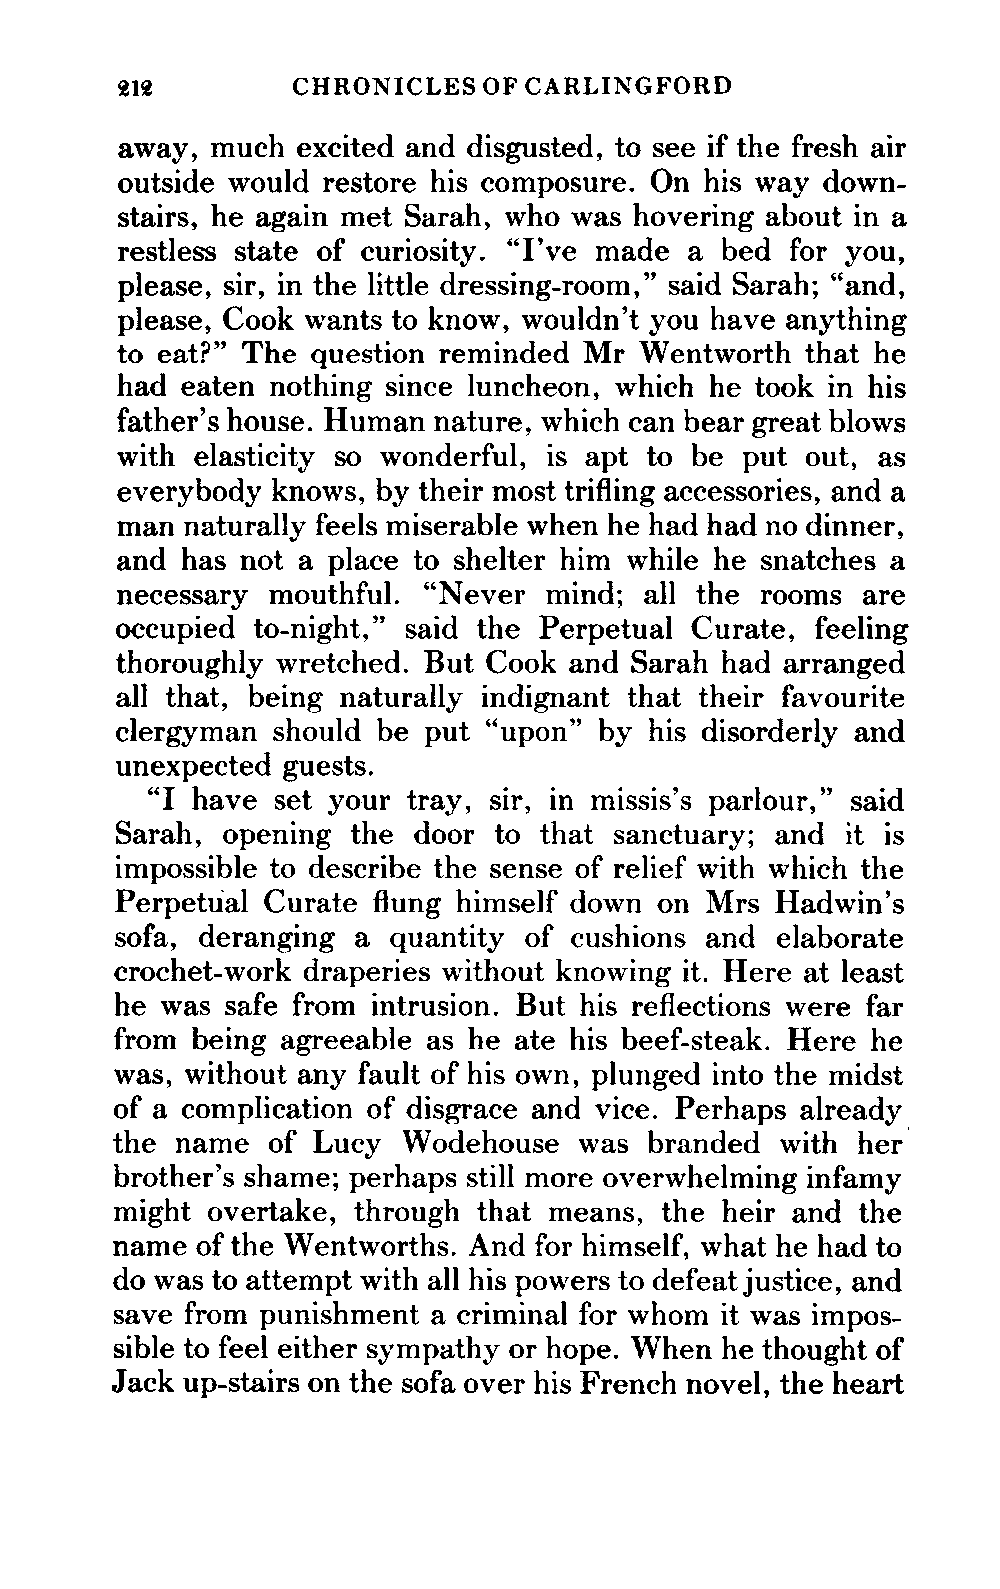 212 CHRONICLES OF CARLINGFORD
away, much excited and disgusted, to see if the fresh air
outside would restore his composure. On his way down-
stairs, he again met Sarah, who was hovering about in a
restless state of curiosity. “I’ve made a bed for you,
please, sir, in the little dressing-room,” said Sarah; “and,
please, Cook wants to know, wouldn’t you have anything
to eat?” The question reminded Mr Wentworth that he
had eaten nothing since luncheon, which he took in his
father’s house. Human nature, which can bear great blows
with elasticity so wonderful, is apt to be put out, as
everybody knows, by their most trifling accessories, and a
man naturally feels miserable when he had had no dinner,
and has not a place to shelter him while he snatches a
necessary mouthful. “Never mind; all the rooms are
occupied to-night,” said the Perpetual Curate, feeling
thoroughly wretched. But Cook and Sarah had arranged
all that, being naturally indignant that their favourite
clergyman should be put “upon” by his disorderly and
unexpected guests.
“I have set your tray, sir, in missis’s parlour,” said
Sarah, opening the door to that sanctuary; and it is
impossible to describe the sense of relief with which the
Perpetual Curate flung himself down on Mrs Hadwin’s
sofa, deranging a quantity of cushions and elaborate
crochet-work draperies without knowing it. Here at least
he was safe from intrusion. But his reflections were far
from being agreeable as he ate his beef-steak. Here he
was, without any fault of his own, plunged into the midst
of a complication of disgrace and vice. Perhaps already
the name of Lucy Wodehouse was branded with her
brother’s shame; perhaps still more overwhelming infamy
might overtake, through that means, the heir and the
name of the Wentworths. And for himself, what he had to
do was to attempt with all his powers to defeat justice, and
save from punishment a criminal for whom it was impos-
sible to feel either sympathy or hope. When he thought of
Jack up-stairs on the sofa over his French novel, the heart